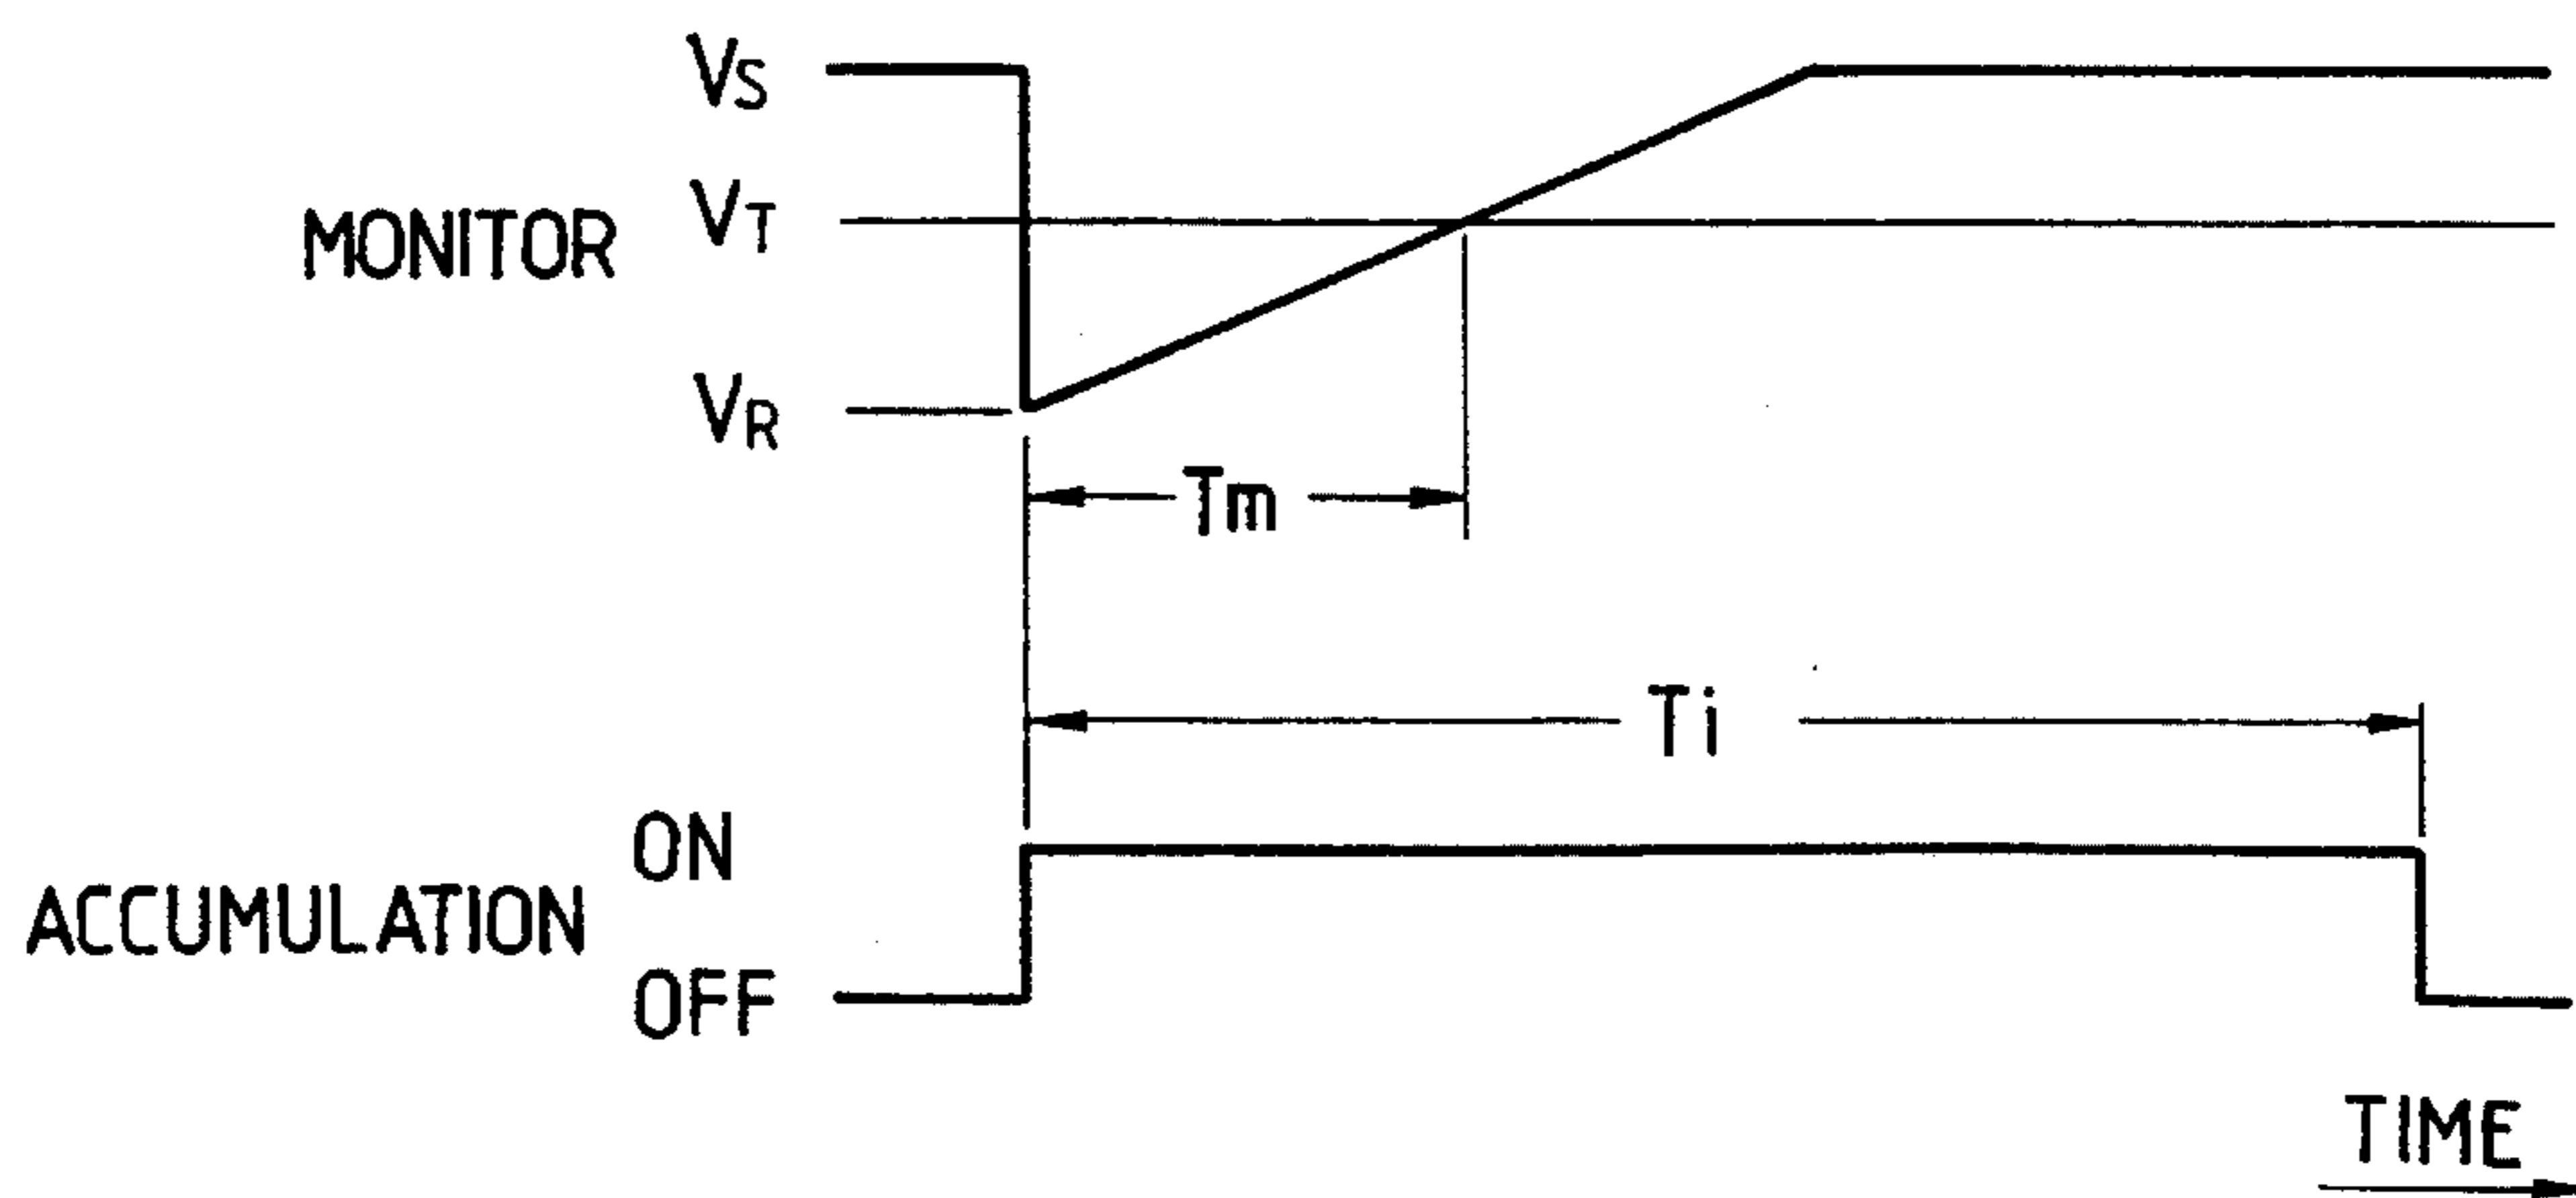 VS
MONITOR VT
VR
Tm
Ti
ON
ACCUMULATION
OFF
TIME